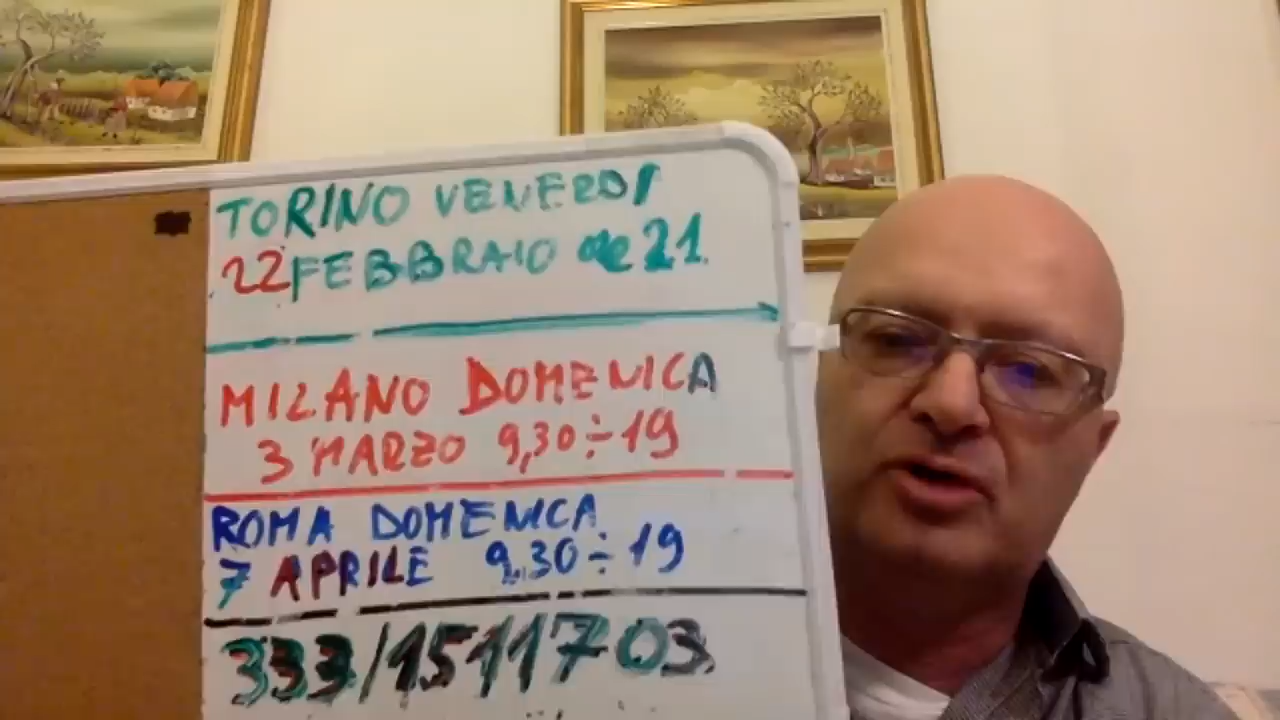 TORINO VENERDI
22 FEBBRAIO ore 21
MILANO DOMENICA
3 MARZO 9,30÷19
ROMA DOMENICA
7 APRILE 9,30÷19
333/1511703